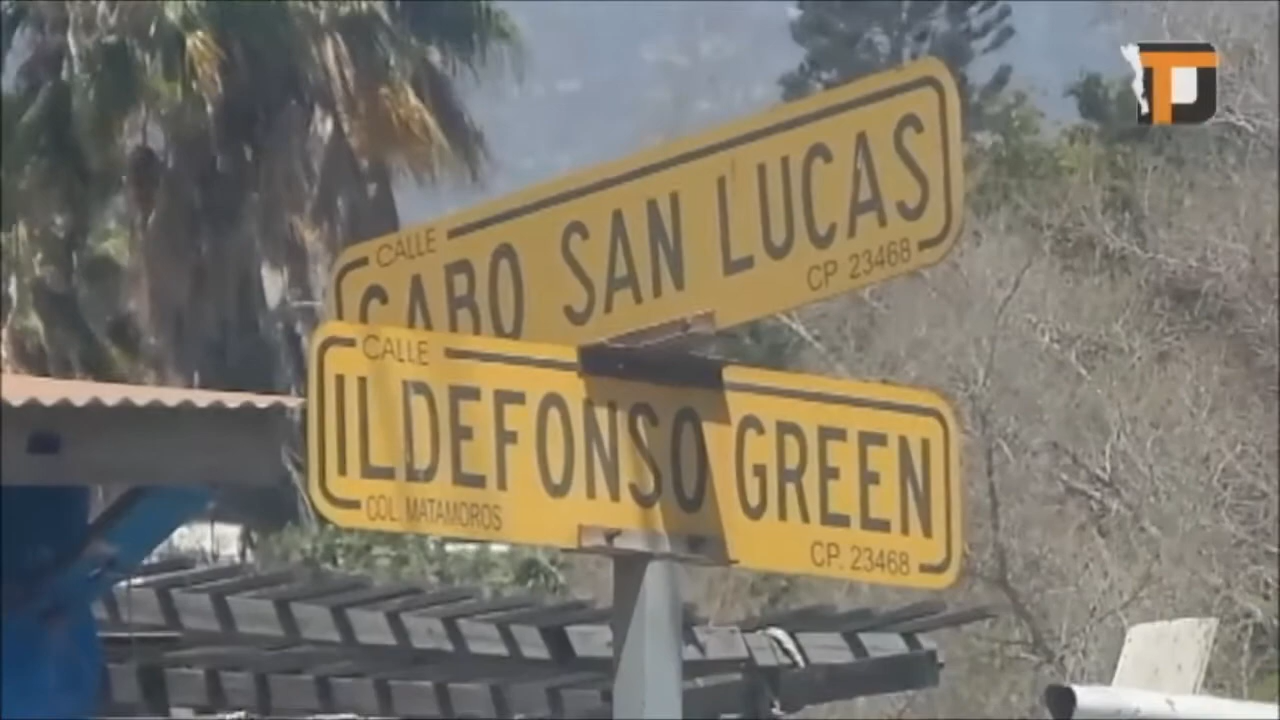 CALLE
CABO SAN LUCAS
CP. 23468
CALLE
ILDEFONSO GREEN
COL. MATAMOROS
CP. 23468